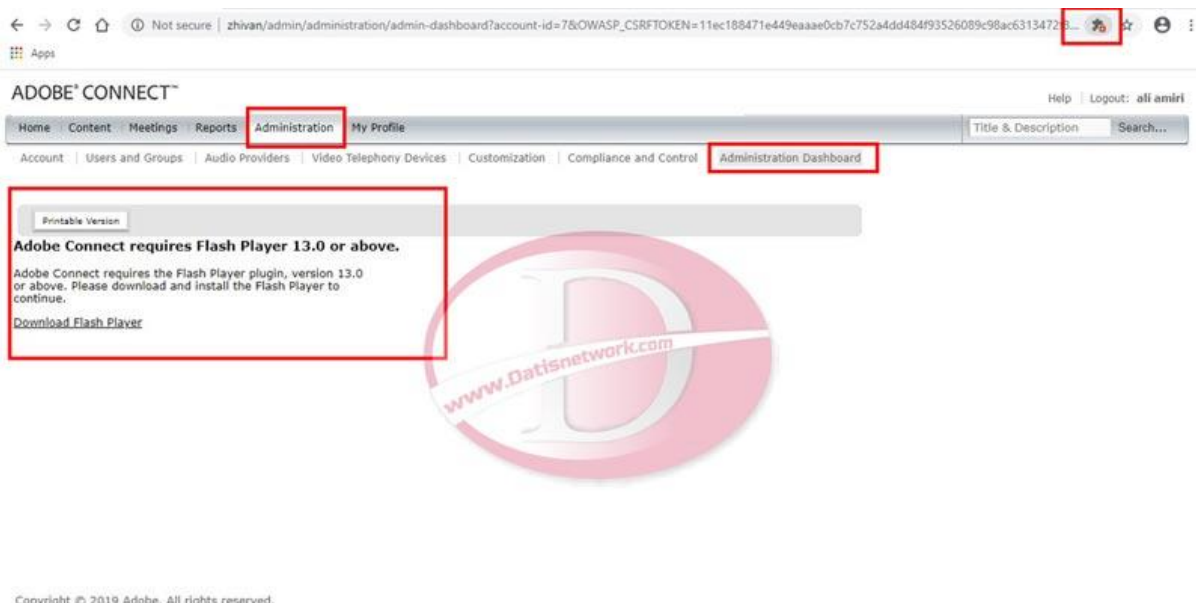 Not secure | zhivan/admin/administration/admin-dashboard?account-id=7&OWASP_CSRFTOKEN=11ec188471e449eaaae0cb7c752a4dd484f93526089c98ac6313472f3...
Apps
ADOBE® CONNECT™
Help | Logout: ali amiri
Home Content Meetings Reports Administration My Profile
Title & Description Search...
Account | Users and Groups | Audio Providers | Video Telephony Devices | Customization | Compliance and Control Administration Dashboard
Printable Version
Adobe Connect requires Flash Player 13.0 or above.
Adobe Connect requires the Flash Player plugin, version 13.0
or above. Please download and install the Flash Player to
continue.
Download Flash Player
D
www.Datisnetwork.com
Copyright © 2019 Adobe. All rights reserved.